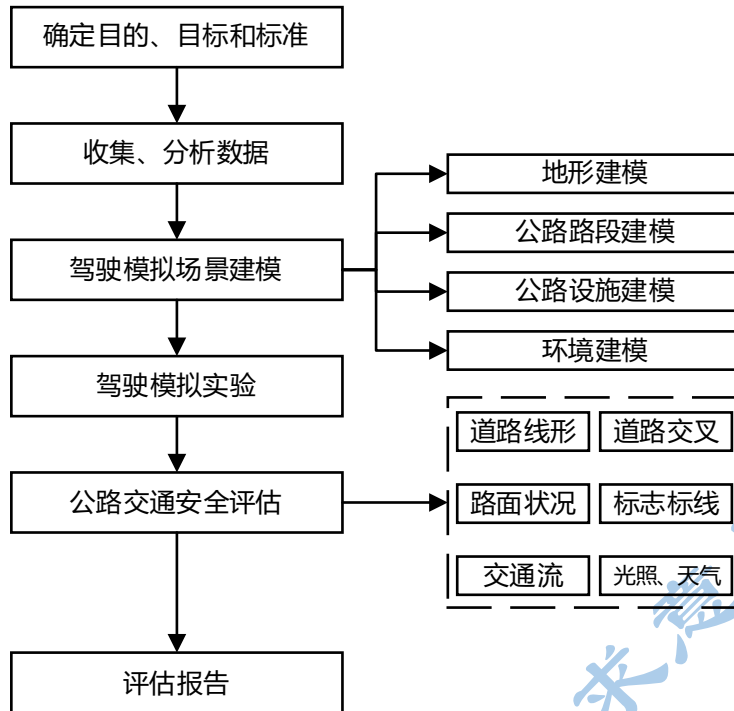 确定目的、目标和标准
收集、分析数据
驾驶模拟场景建模
地形建模
公路路段建模
公路设施建模
环境建模
驾驶模拟实验
公路交通安全评估
道路线形 道路交叉
路面状况 标志标线
交通流 光照、天气
评估报告
求意